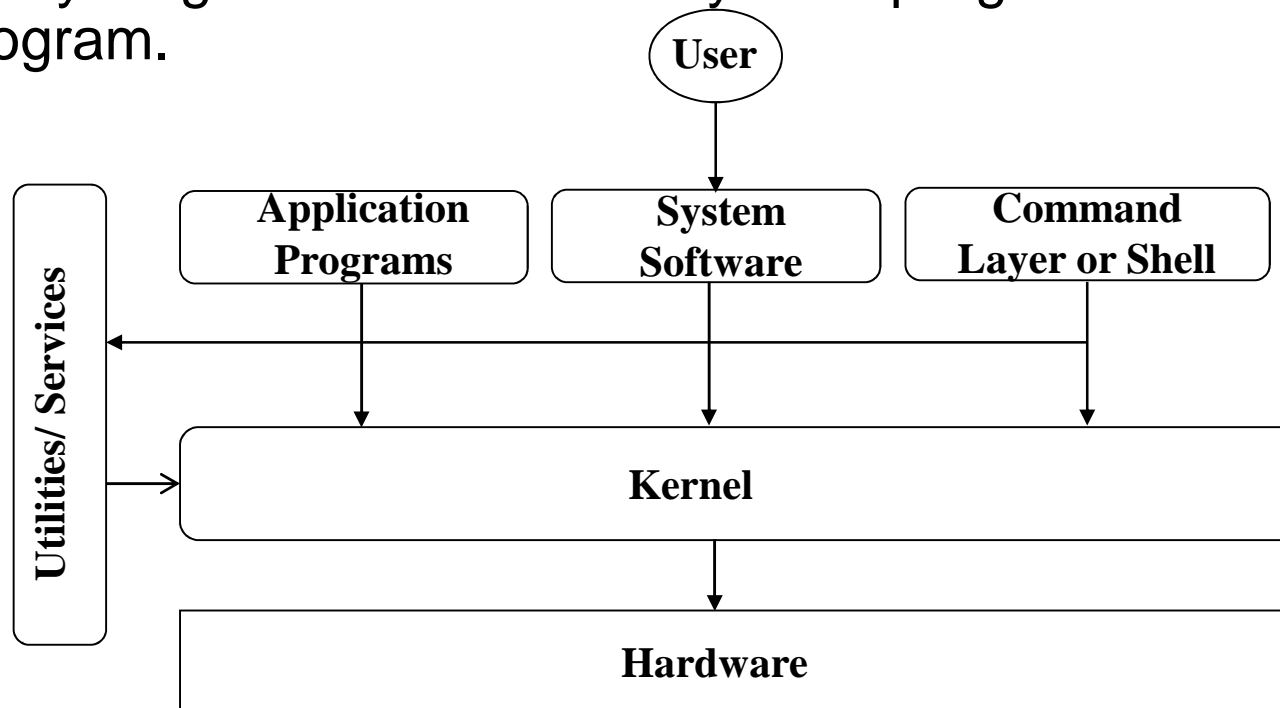 ogram.
User
Application
Programs
System
Software
Command
Layer or Shell
Utilities/ Services
Kernel
Hardware